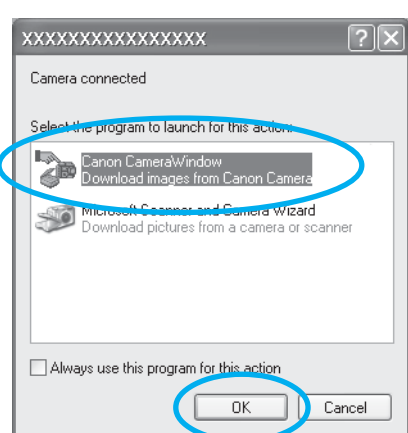 XXXXXXXXXXXXXXXX
Camera connected
Select the program to launch for this action:
Canon CameraWindow
Download images from Canon Camera
Microsoft Scanner and Camera Wizard
Download pictures from a camera or scanner
Always use this program for this action
OK Cancel